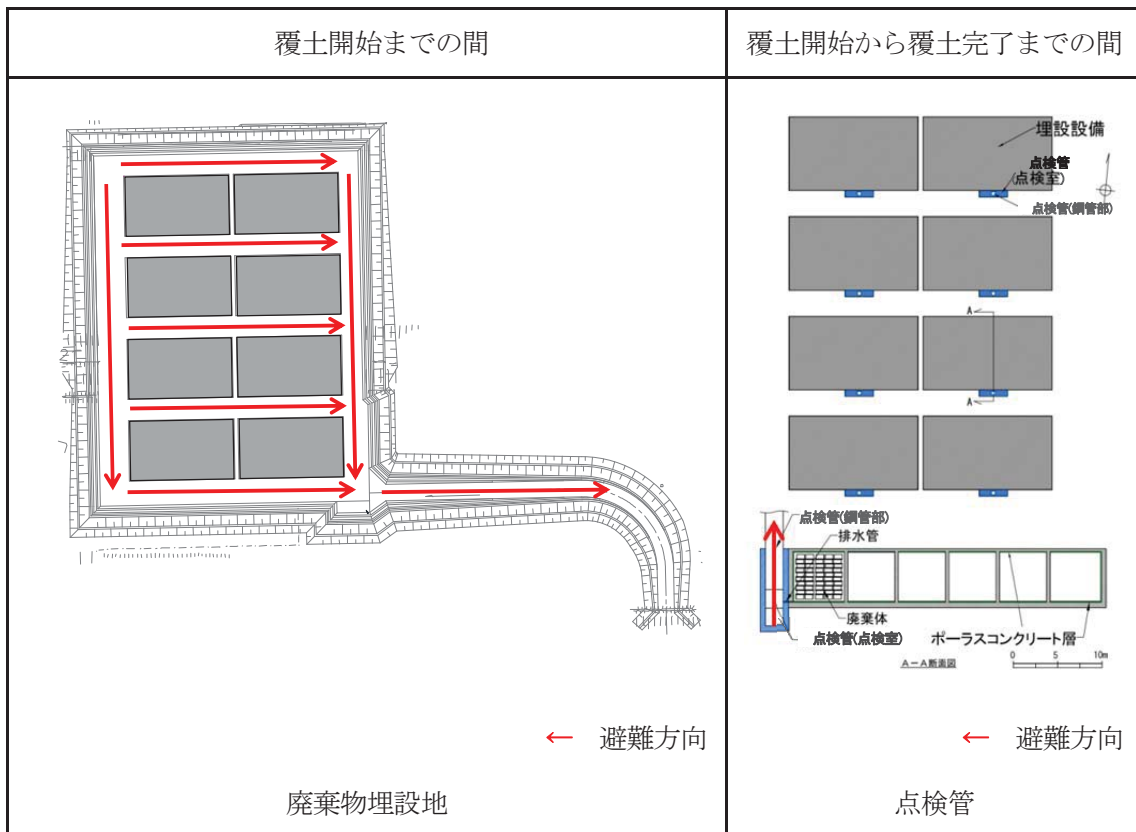 覆土開始までの間
覆土開始から覆土完了までの間
埋設設備
点検管
(点検室)
点検管(鋼管部)
A
A
点検管(鋼管部)
排水管
廃棄体
点検管(点検室)
ポーラスコンクリート層
A-A断面図
0 5 10m
← 避難方向
← 避難方向
廃棄物埋設地
点検管